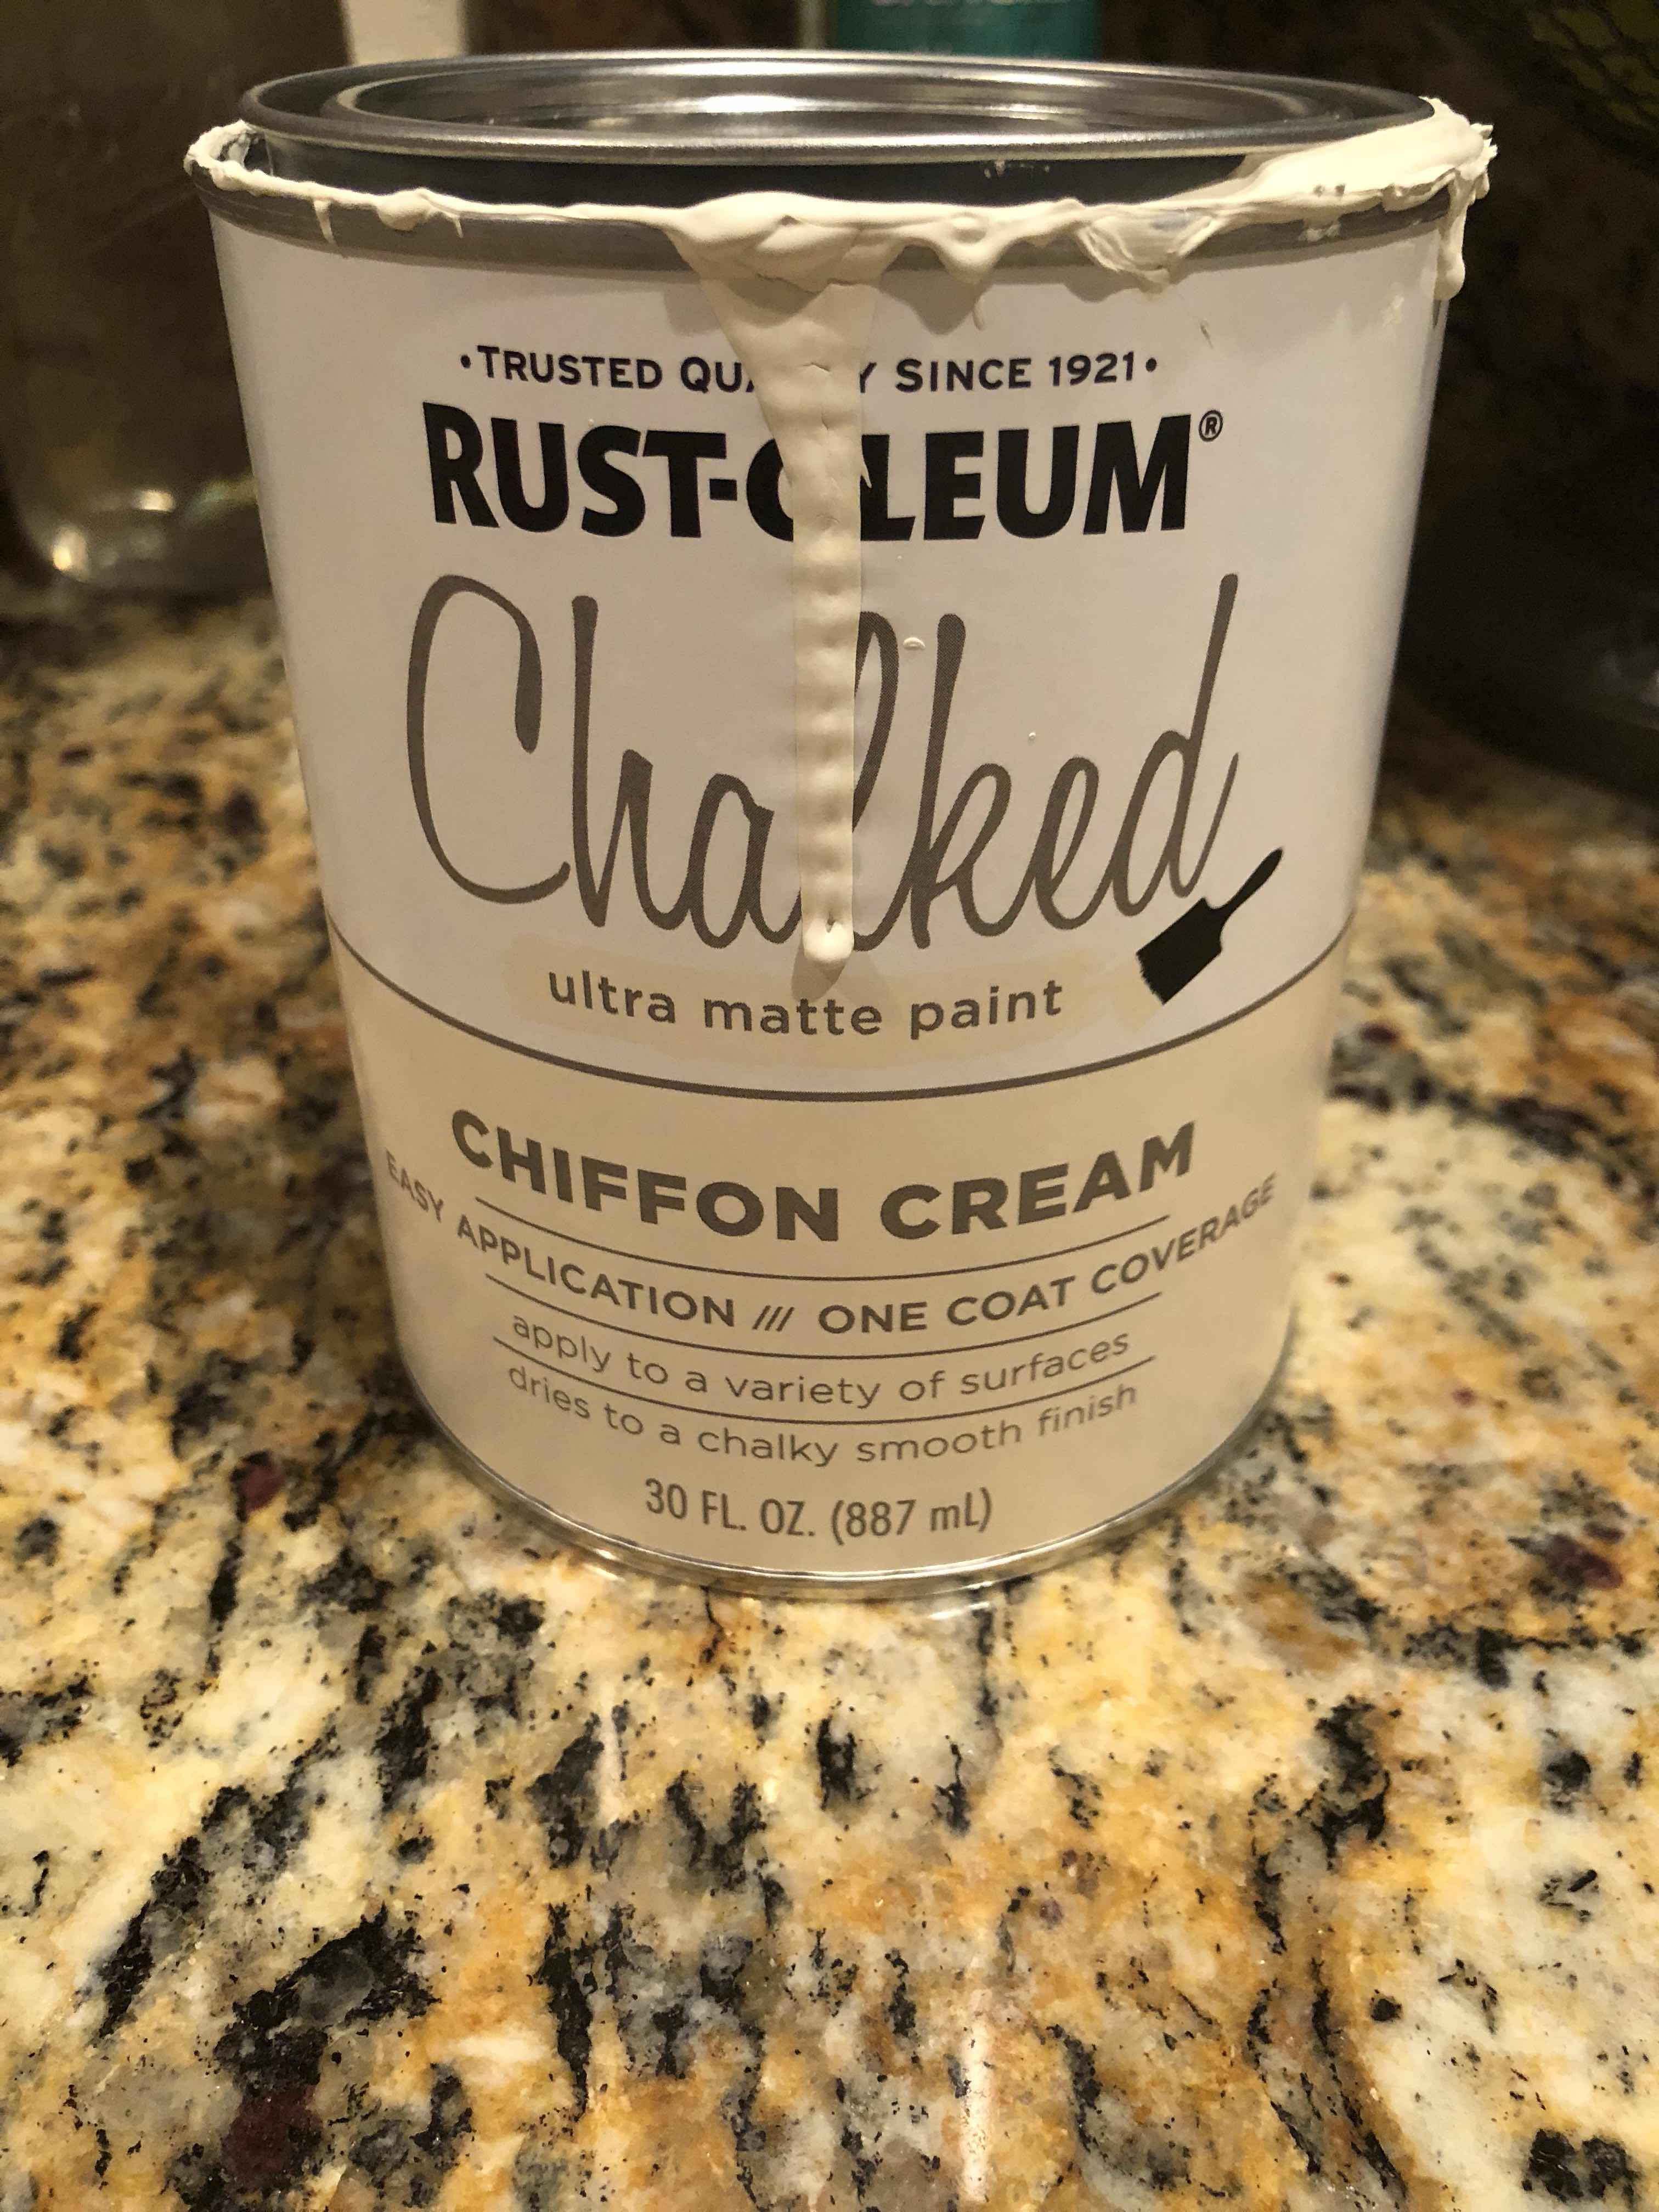 •TRUSTED QUALITY SINCE 1921•
RUST-OLEUM®
Chalked
ultra matte paint
CHIFFON CREAM
EASY APPLICATION /// ONE COAT COVERAGE
apply to a variety of surfaces
dries to a chalky smooth finish
30 FL. OZ. (887 mL)